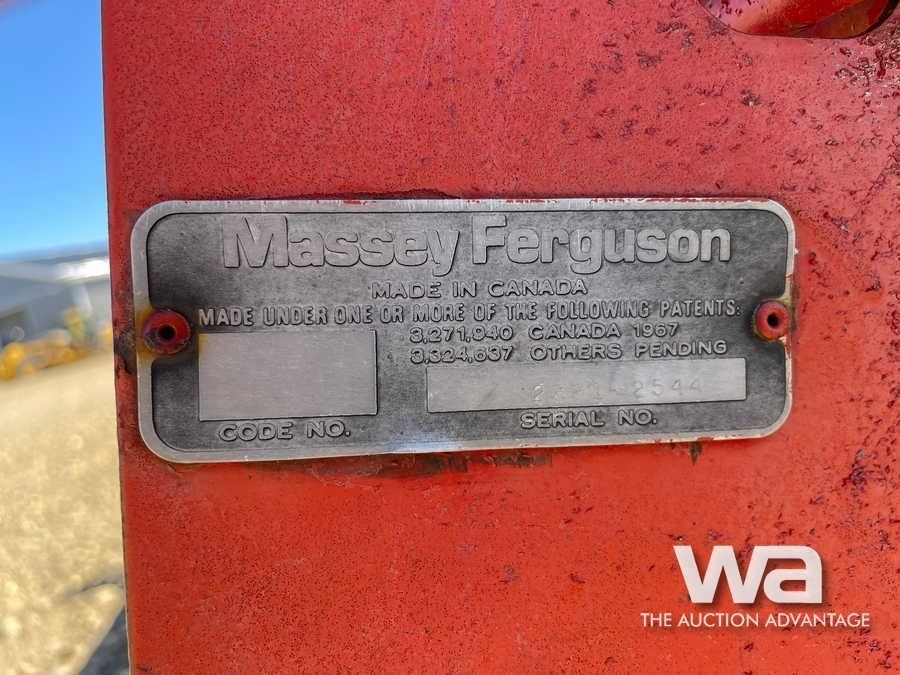 Massey Ferguson
MADE IN CANADA
MADE UNDER ONE OR MORE OF THE FOLLOWING PATENTS:
3,271,940 CANADA 1967
3,324,637 OTHERS PENDING
CODE NO.
SERIAL NO.
wa
THE AUCTION ADVANTAGE